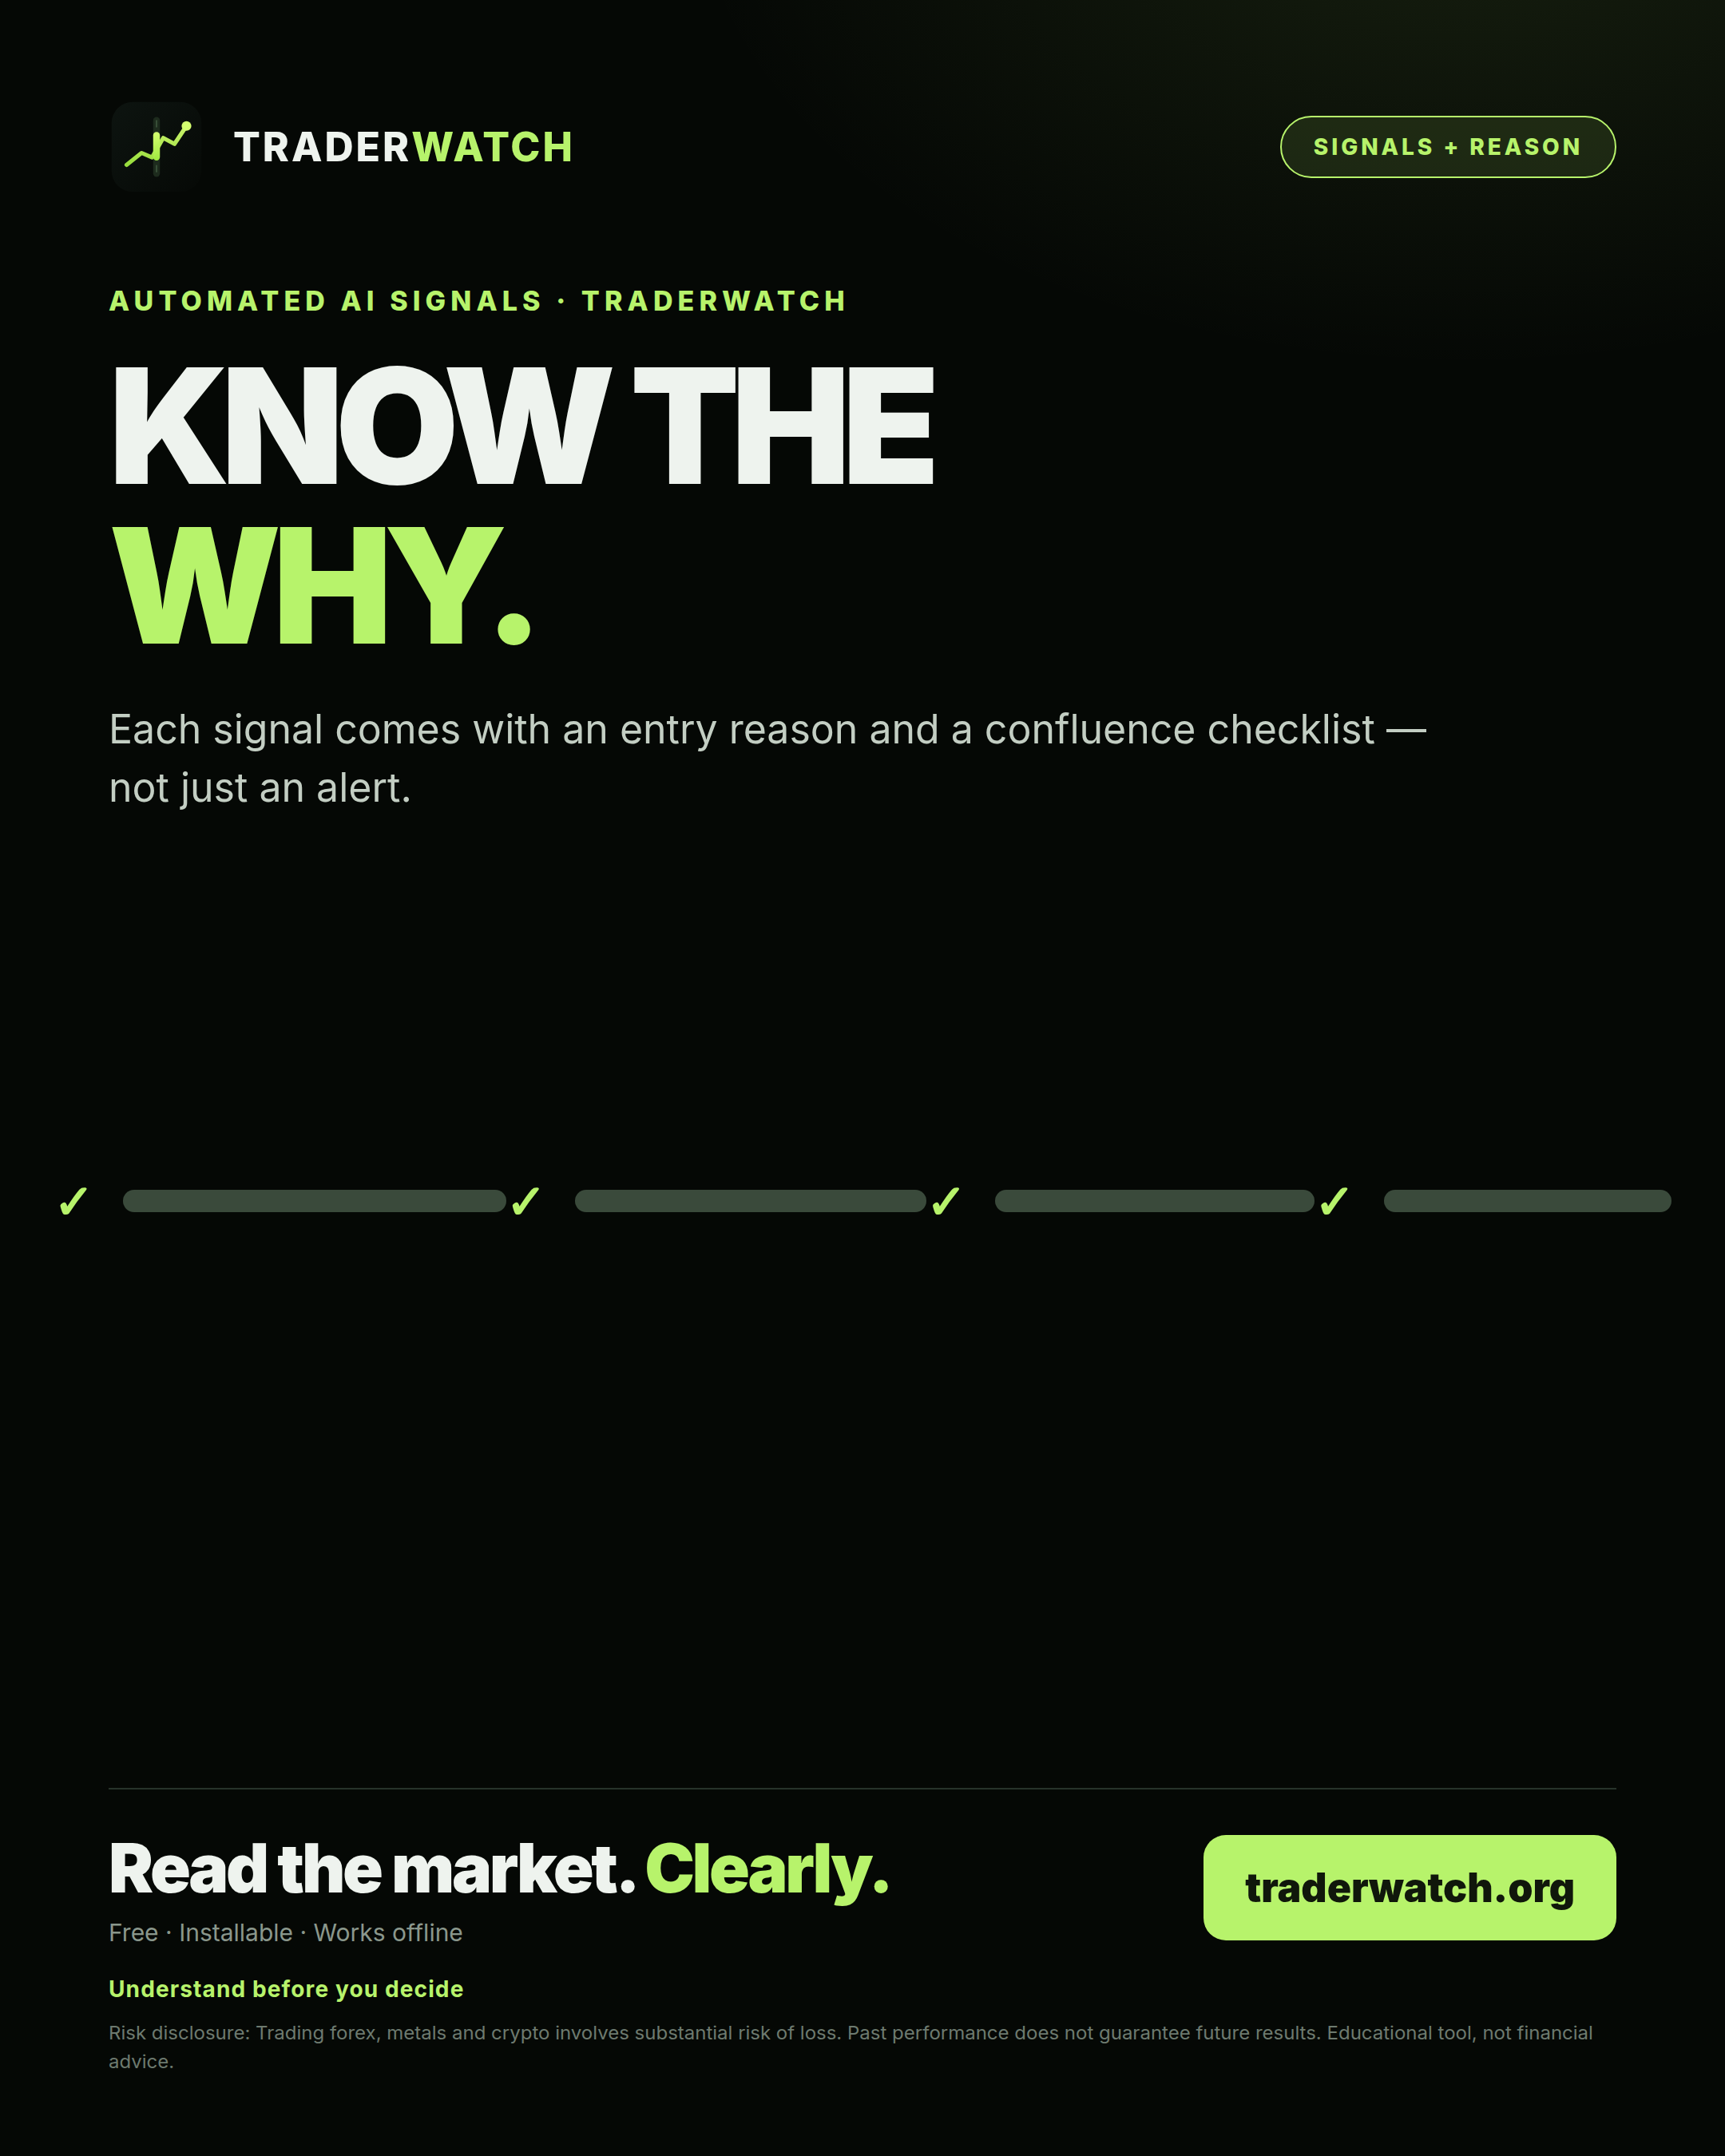 TRADERWATCH
SIGNALS + REASON
AUTOMATED AI SIGNALS · TRADERWATCH
KNOW THE
WHY.
Each signal comes with an entry reason and a confluence checklist —
not just an alert.
✓ ✓ ✓ ✓
Read the market. Clearly.
traderwatch.org
Free · Installable · Works offline
Understand before you decide
Risk disclosure: Trading forex, metals and crypto involves substantial risk of loss. Past performance does not guarantee future results. Educational tool, not financial
advice.